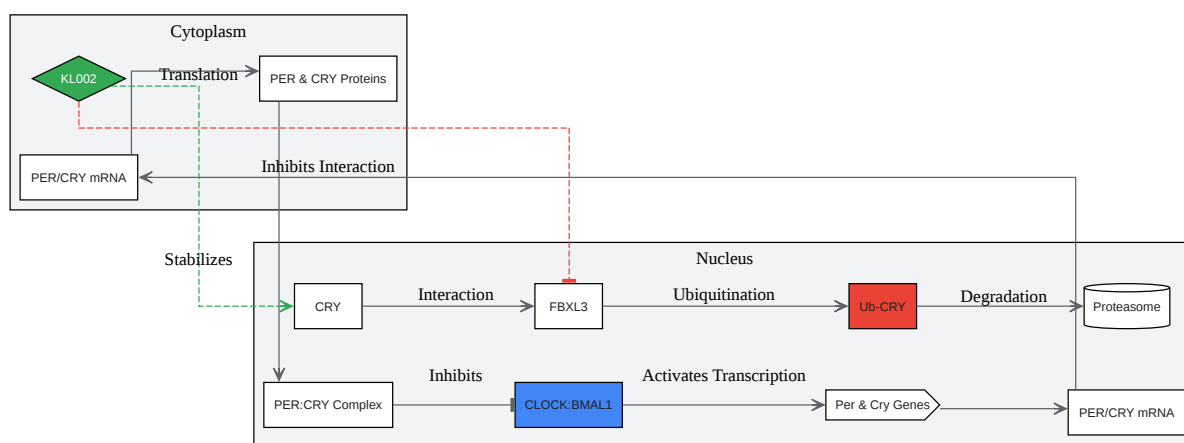 Cytoplasm
KL002
Translation
PER & CRY Proteins
PER/CRY mRNA
Inhibits Interaction
Stabilizes
Nucleus
CRY
Interaction
FBXL3
Ubiquitination
Ub-CRY
Degradation
Proteasome
PER:CRY Complex
Inhibits
CLOCK:BMAL1
Activates Transcription
Per & Cry Genes
PER/CRY mRNA